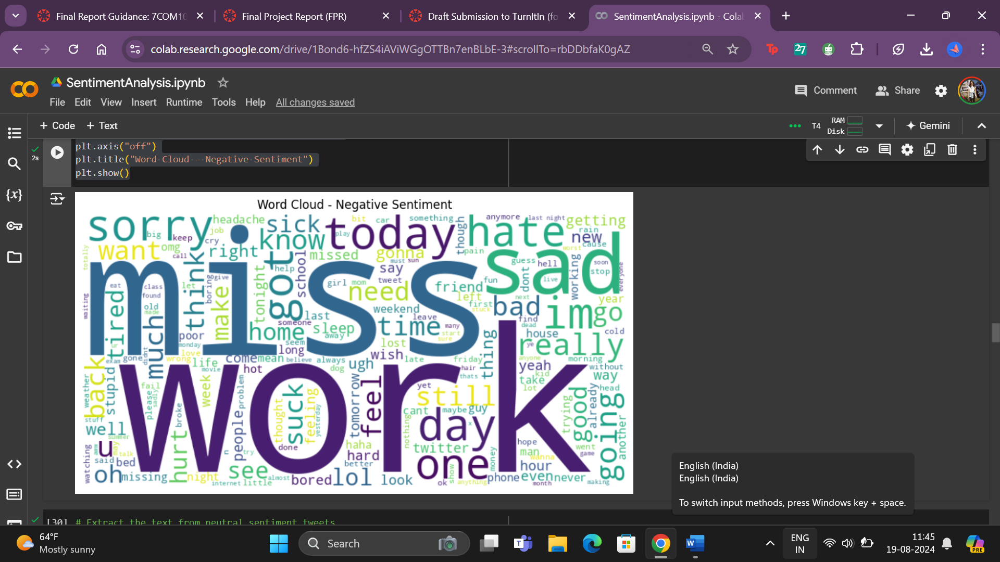 Final Report Guidance: 7COM10
Final Project Report (FPR)
Draft Submission to TurnItIn (fo
SentimentAnalysis.ipynb - Colab
colab.research.google.com/drive/1Bond6-hfZS4iAViWGgOTTBn7enBLbE-3#scrollTo=rbDDbfaK0gAZ
Tp
27
SentimentAnalysis.ipynb
Comment
Share
File Edit View Insert Runtime Tools Help All changes saved
+ Code + Text
T4
RAM
Disk
Gemini
2s
plt.axis("off")
plt.title("Word Cloud - Negative Sentiment")
plt.show()
{x}
Word Cloud - Negative Sentiment
sorry headache sick today bit car something though hate anymore last night getting
big keep omg job cry know play rain new cause
totally want call right missed gonna must sun pain worst sad
miss think got school help say guess hell soon stop everyone
eat class let boring give tonight girl mom tweet need friend fun dont live working
waiting tired found old made make last weekend left first stuck bad next year
much poor monday home someone sleep away time leave many start sure find dead im go
ur exam gone didnt love wrong life long seem lost wish late thing house ye really cold
back come mean believe always friday anyone morning without
weather stupid movie hot dog ugh hair thats yeah kid take lot way head
fail sadly please week problem yet still
work broke thought suck feeling yesterday tomorrow feel cant maybe guy trying good already going another
stuff well people nothing day x
summer u aww may talk hurt n try done haha twitter hope went game
watching said bed hard better one money man wanna hour
oh missing night see internet almost little bored lol look ok show anything phone even month never making
[30] # Extract the text from neutral sentiment tweets
English (India)
English (India)
To switch input methods, press Windows key + space.
64°F
Mostly sunny
Search
T
W
ENG
IN
11:45
19-08-2024
PRE